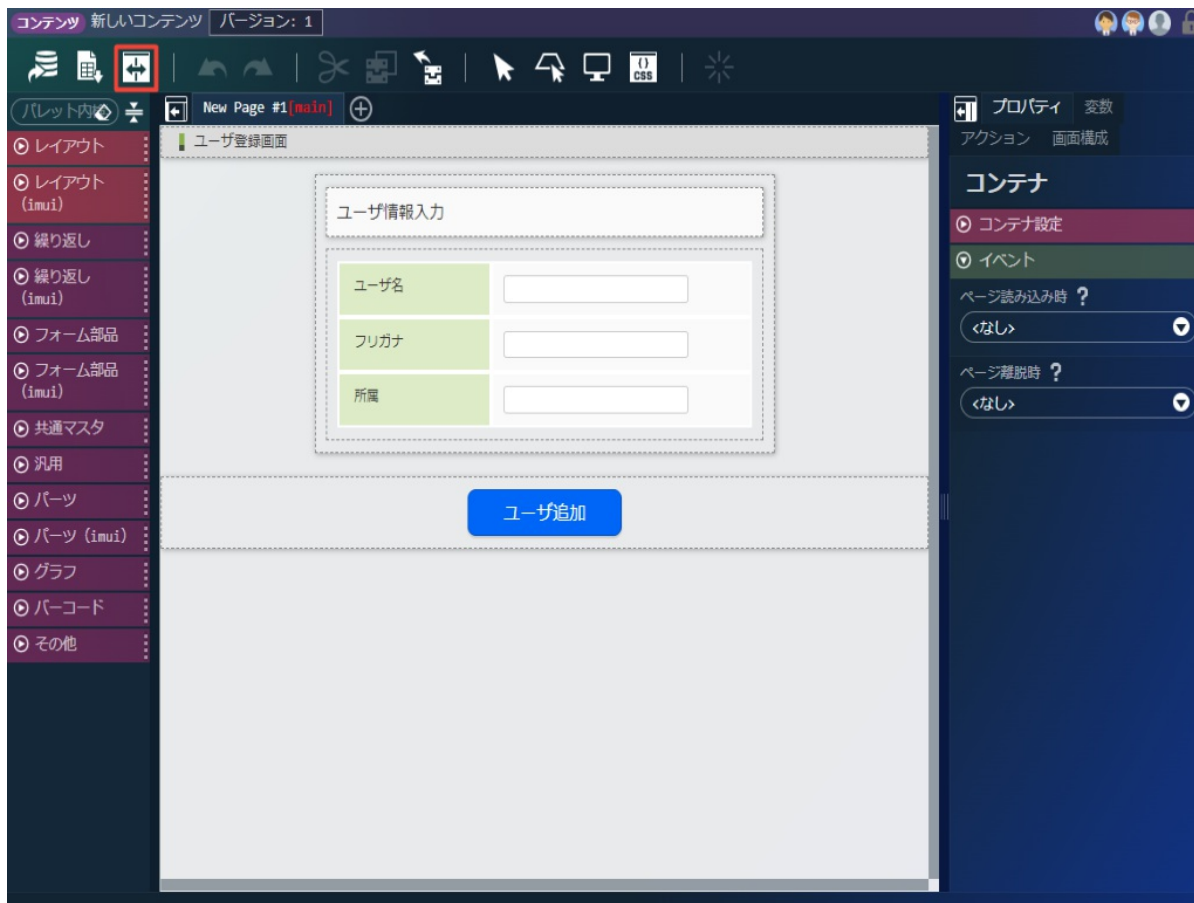 コンテンツ 新しいコンテンツ バージョン: 1
CSS
パレット内検
New Page #1[main]
プロパティ 変数
アクション 画面構成
レイアウト
レイアウト
(imui)
繰り返し
繰り返し
(imui)
フォーム部品
フォーム部品
(imui)
共通マスタ
汎用
パーツ
パーツ (imui)
グラフ
バーコード
その他
ユーザ登録画面
ユーザ情報入力
ユーザ名
フリガナ
所属
ユーザ追加
コンテナ
コンテナ設定
イベント
ページ読み込み時 ?
<なし>
ページ離脱時 ?
<なし>